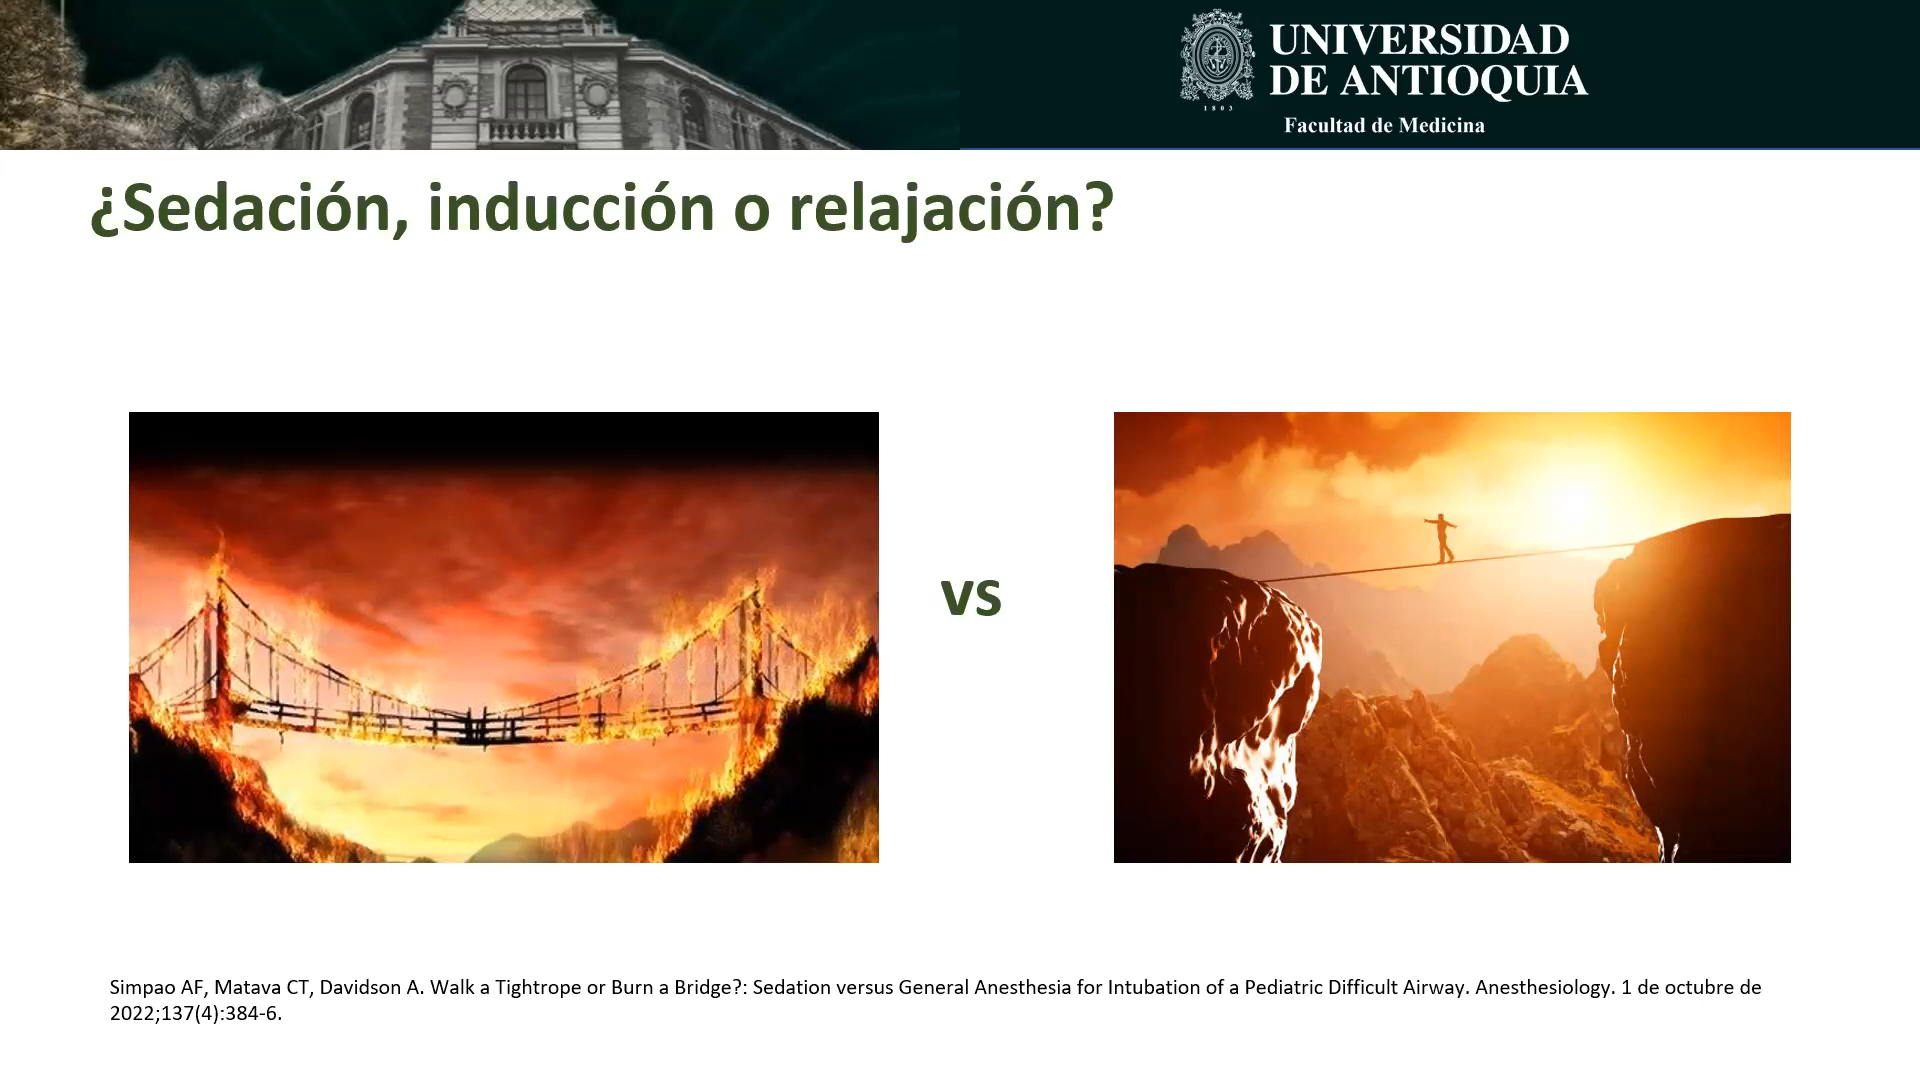 UNIVERSIDAD
DE ANTIOQUIA
1803
Facultad de Medicina
¿Sedación, inducción o relajación?
vs
Simpao AF, Matava CT, Davidson A. Walk a Tightrope or Burn a Bridge?: Sedation versus General Anesthesia for Intubation of a Pediatric Difficult Airway. Anesthesiology. 1 de octubre de
2022;137(4):384-6.